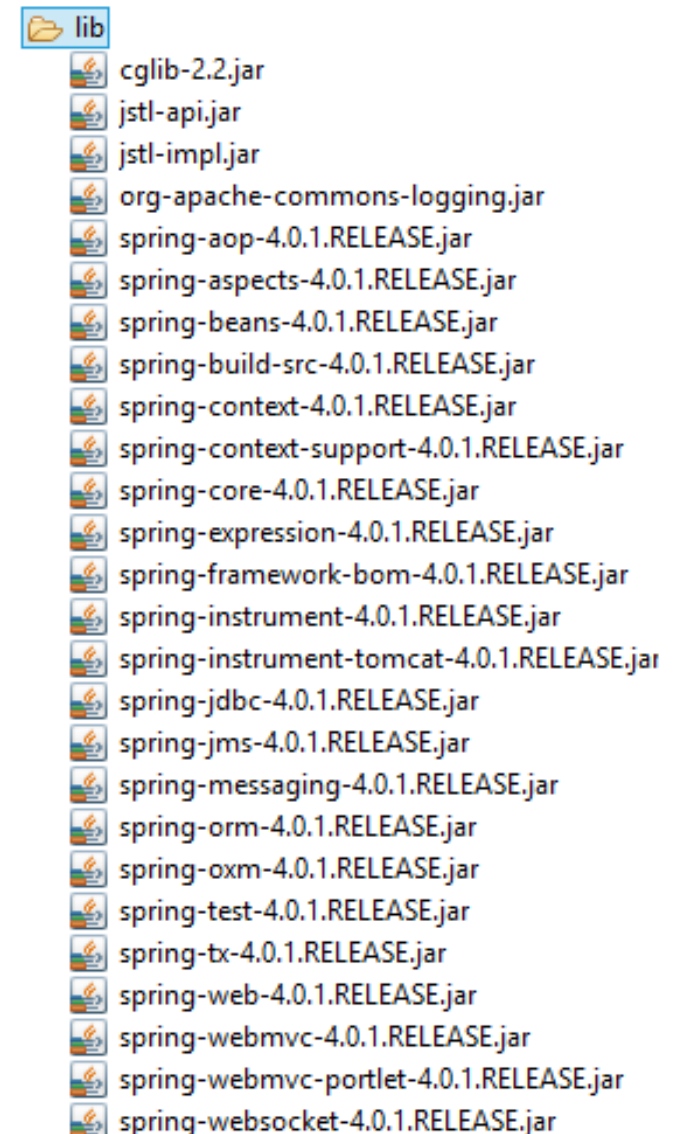 lib
cglib-2.2.jar
jstl-api.jar
jstl-impl.jar
org-apache-commons-logging.jar
spring-aop-4.0.1.RELEASE.jar
spring-aspects-4.0.1.RELEASE.jar
spring-beans-4.0.1.RELEASE.jar
spring-build-src-4.0.1.RELEASE.jar
spring-context-4.0.1.RELEASE.jar
spring-context-support-4.0.1.RELEASE.jar
spring-core-4.0.1.RELEASE.jar
spring-expression-4.0.1.RELEASE.jar
spring-framework-bom-4.0.1.RELEASE.jar
spring-instrument-4.0.1.RELEASE.jar
spring-instrument-tomcat-4.0.1.RELEASE.jar
spring-jdbc-4.0.1.RELEASE.jar
spring-jms-4.0.1.RELEASE.jar
spring-messaging-4.0.1.RELEASE.jar
spring-orm-4.0.1.RELEASE.jar
spring-oxm-4.0.1.RELEASE.jar
spring-test-4.0.1.RELEASE.jar
spring-tx-4.0.1.RELEASE.jar
spring-web-4.0.1.RELEASE.jar
spring-webmvc-4.0.1.RELEASE.jar
spring-webmvc-portlet-4.0.1.RELEASE.jar
spring-websocket-4.0.1.RELEASE.jar